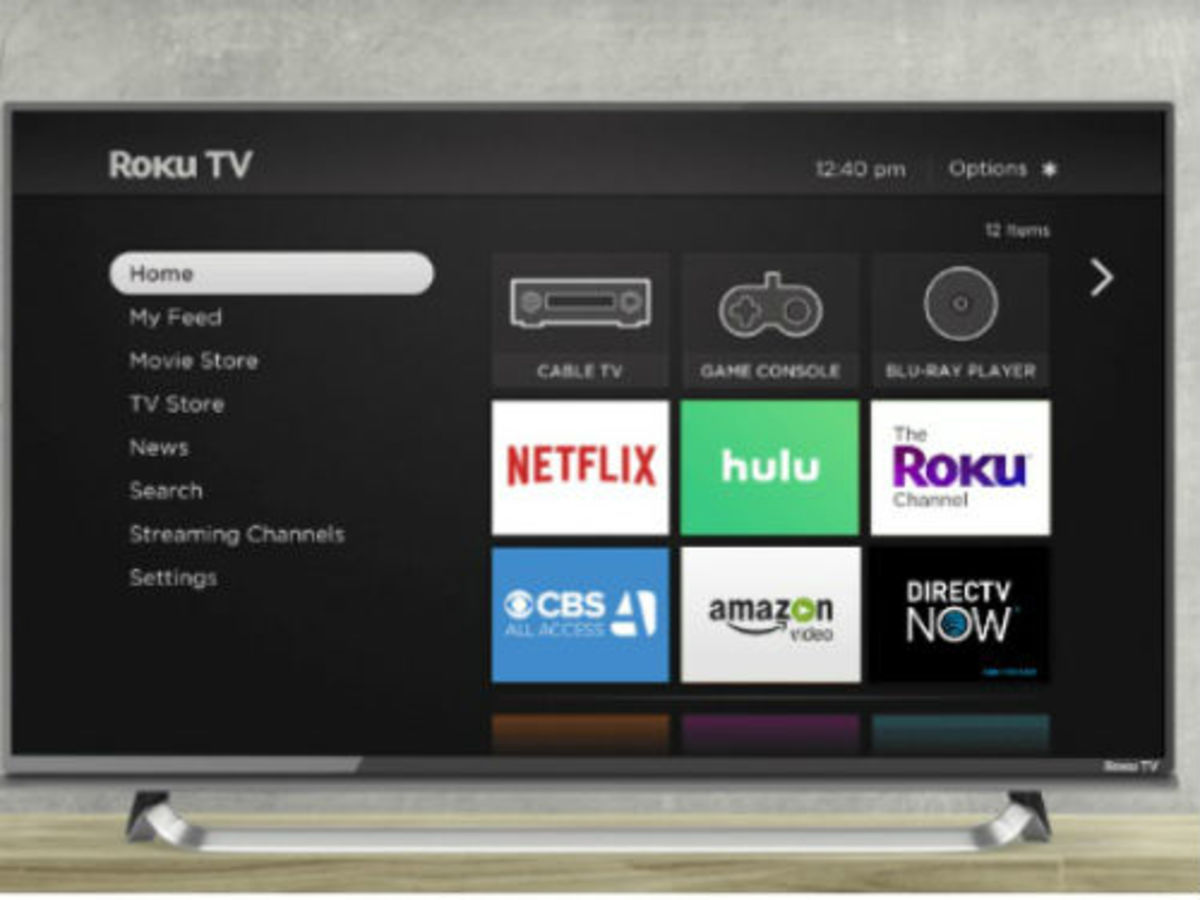 Roku TV
12:40 pm
Options *
12 Items
Home
My Feed
Movie Store
TV Store
News
Search
Streaming Channels
Settings
CABLE TV
GAME CONSOLE
BLU-RAY PLAYER
NETFLIX
hulu
The
Roku
Channel
CBS
ALL ACCESS
amazon
video
DIRECTV
NOW
Roku TV